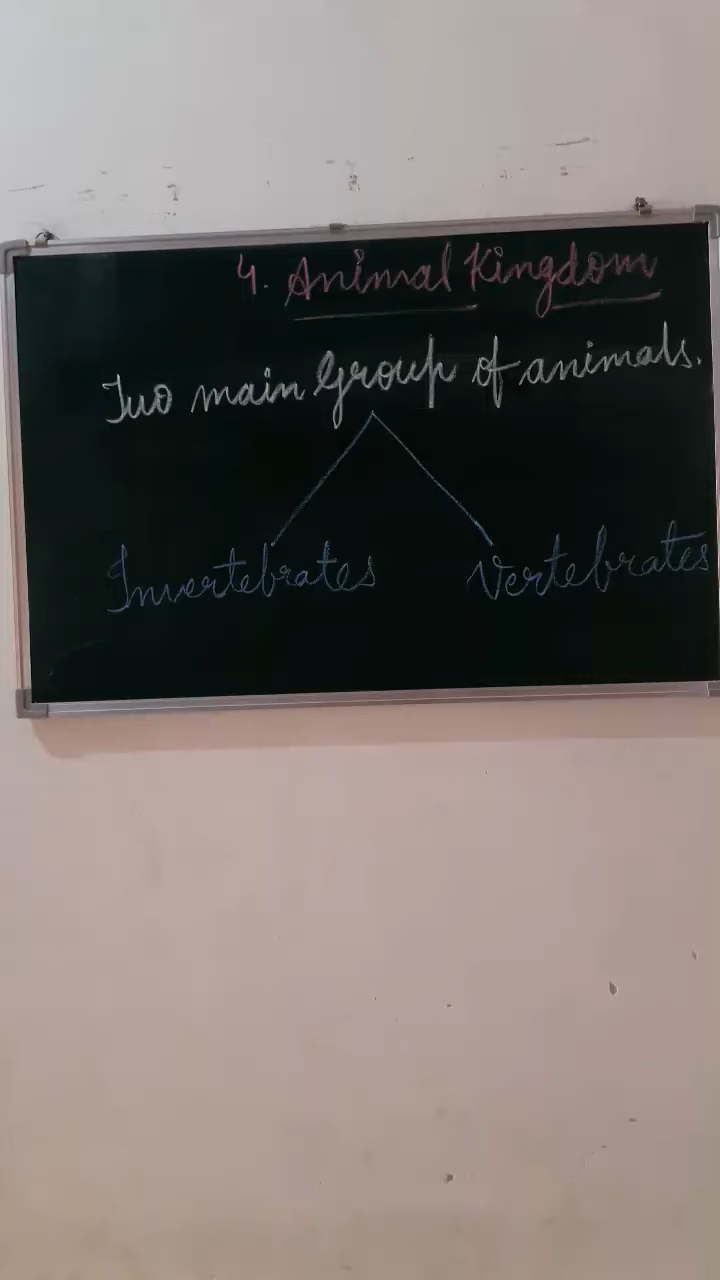 4. Animal Kingdom
Two main Group of animals.
Invertebrates Vertebrates